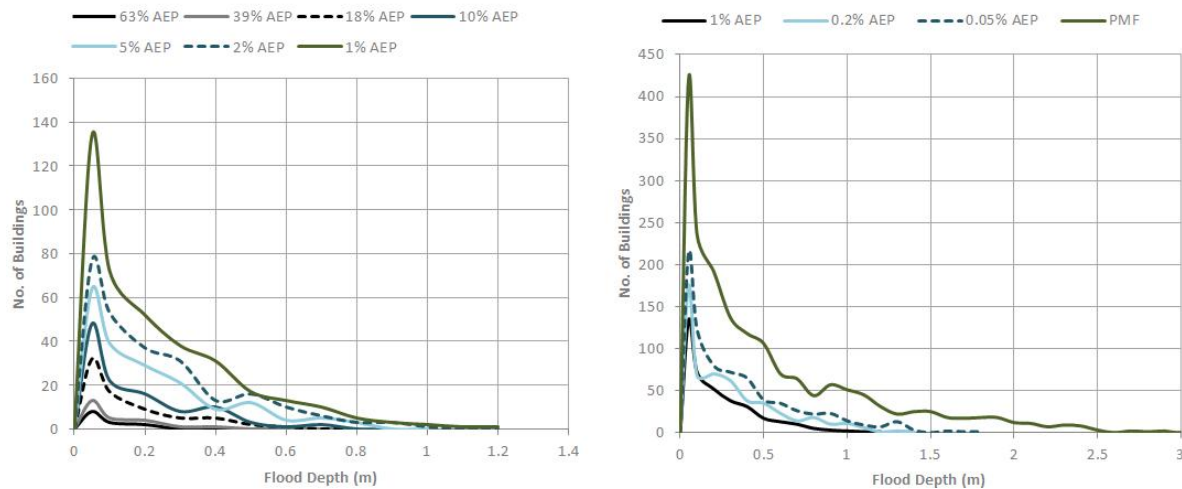 63% AEP 39% AEP 18% AEP 10% AEP
5% AEP 2% AEP 1% AEP
160
140
120
100
80
60
40
20
0
No. of Buildings
0 0.2 0.4 0.6 0.8 1 1.2 1.4
Flood Depth (m)
1% AEP 0.2% AEP 0.05% AEP PMF
450
400
350
300
250
200
150
100
50
0
No. of Buildings
0 0.5 1 1.5 2 2.5 3
Flood Depth (m)